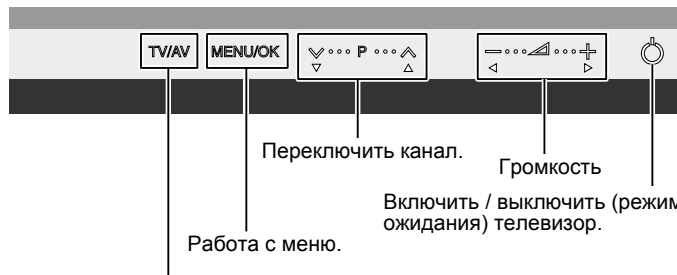 TV/AV MENU/OK P
Переключить канал.
Громкость
Включить / выключить (режим
ожидания) телевизор.
Работа с меню.